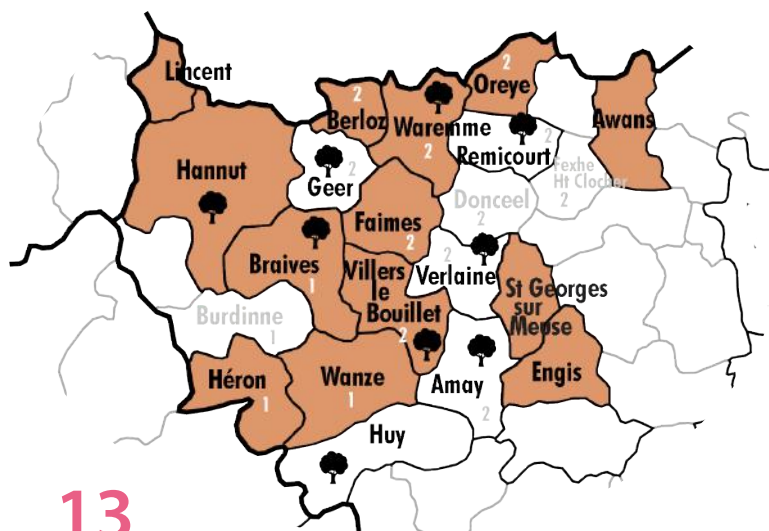 Lincent
2
Oreye
2
Berloz
Waremme
2
Awans
2
Remicourt
Hannut
2
Geer
Fexhe
Ht Clocher
2
Donceel
2
Faimes
2
Braives
1
Villers
le
Bouillet
2
2
Verlaine
St Georges
sur
Meuse
Burdinne
1
Héron
1
Wanze
1
Amay
2
Engis
Huy
13